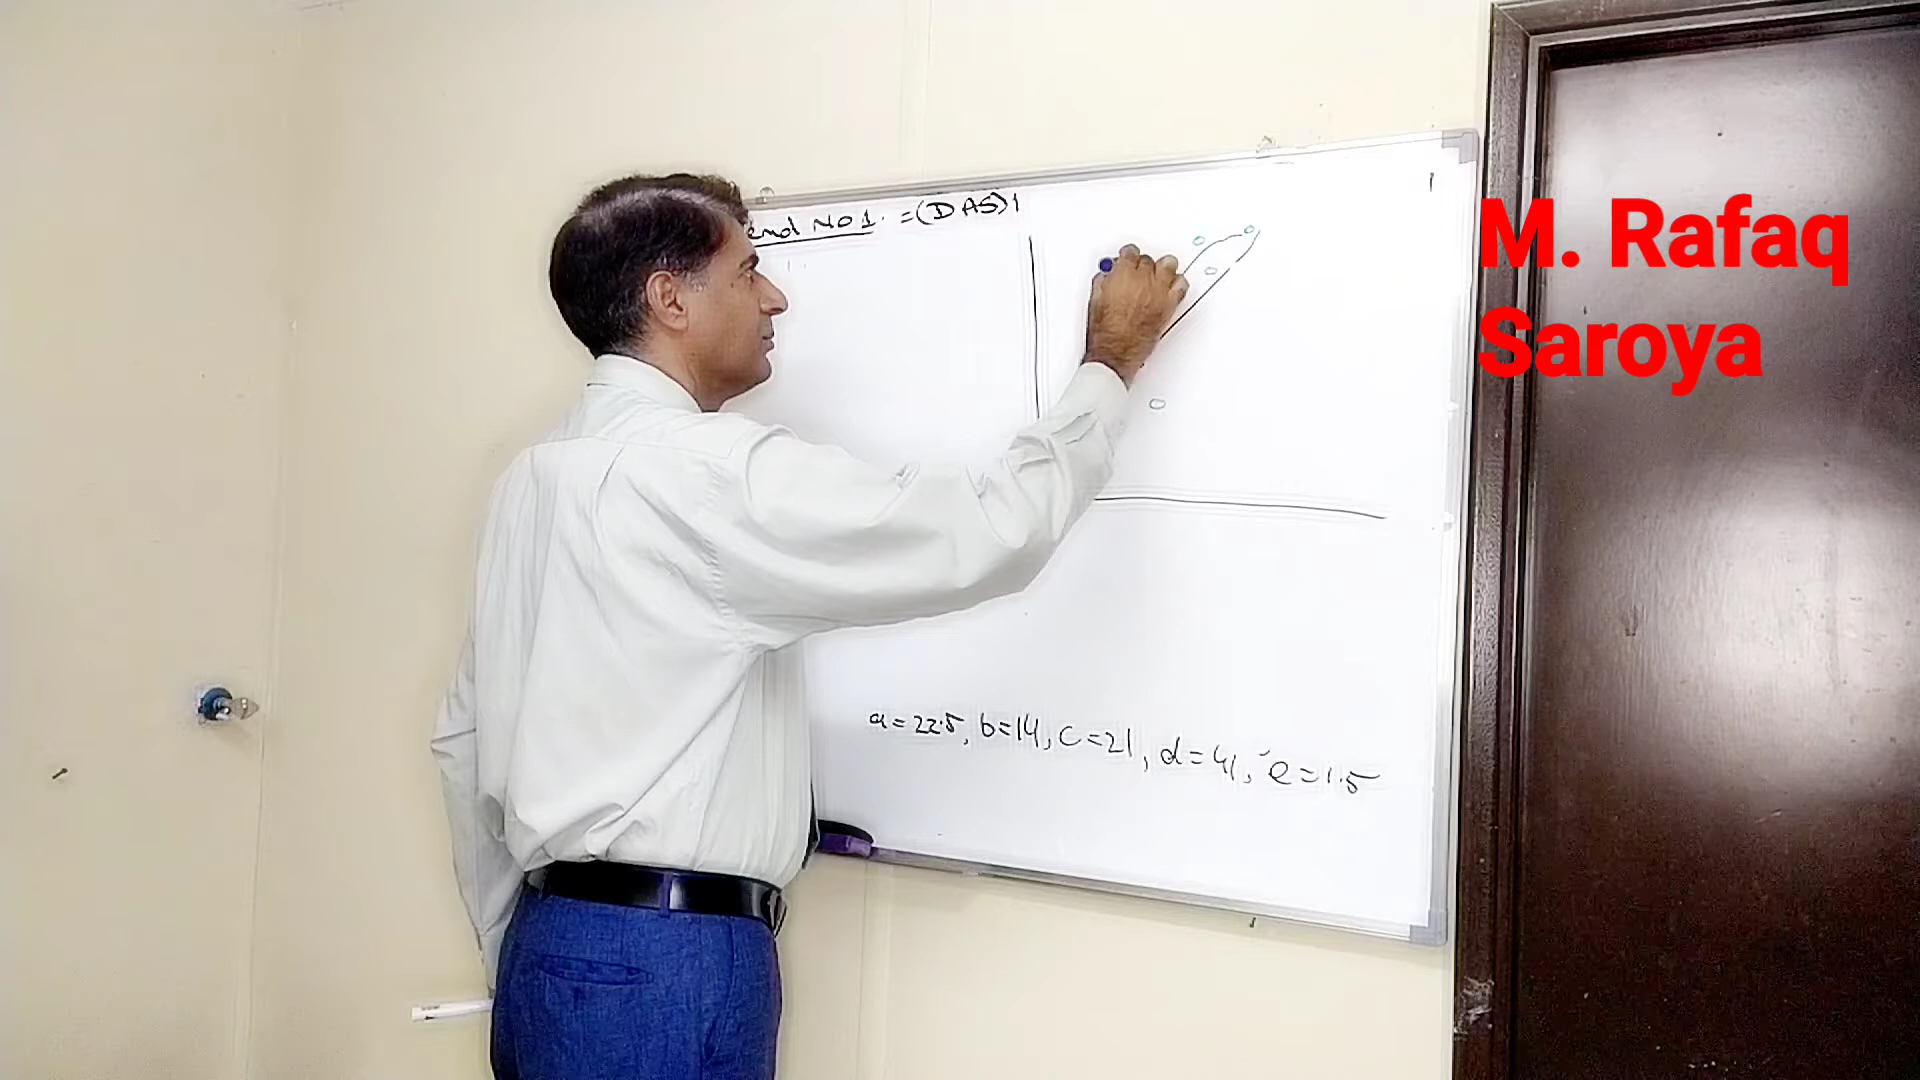 end NO 1. = (DAS) 1
M. Rafaq
Saroya
a = 22.5, b = 14, c = 21, d = 41, e = 1.5